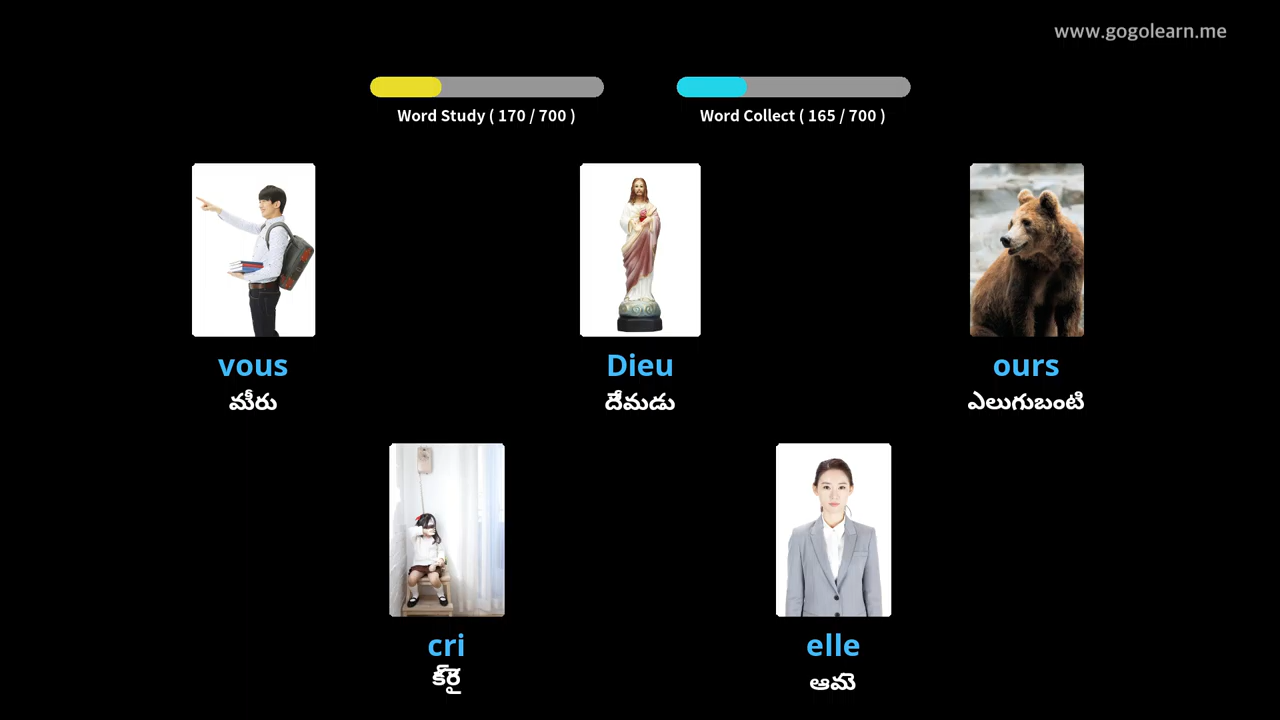 www.gogolearn.me
Word Study ( 170 / 700 )
Word Collect ( 165 / 700 )
vous
మీరు
Dieu
దేముడు
ours
ఎలుగుబంటి
cri
క్రై
elle
ఆమె